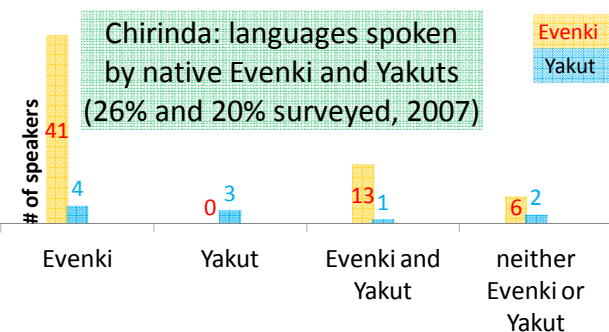 Chirinda: languages spoken
by native Evenki and Yakuts
(26% and 20% surveyed, 2007)
Evenki
Yakut
# of speakers
41
4
0
3
13
1
6
2
Evenki
Yakut
Evenki and
Yakut
neither
Evenki or
Yakut